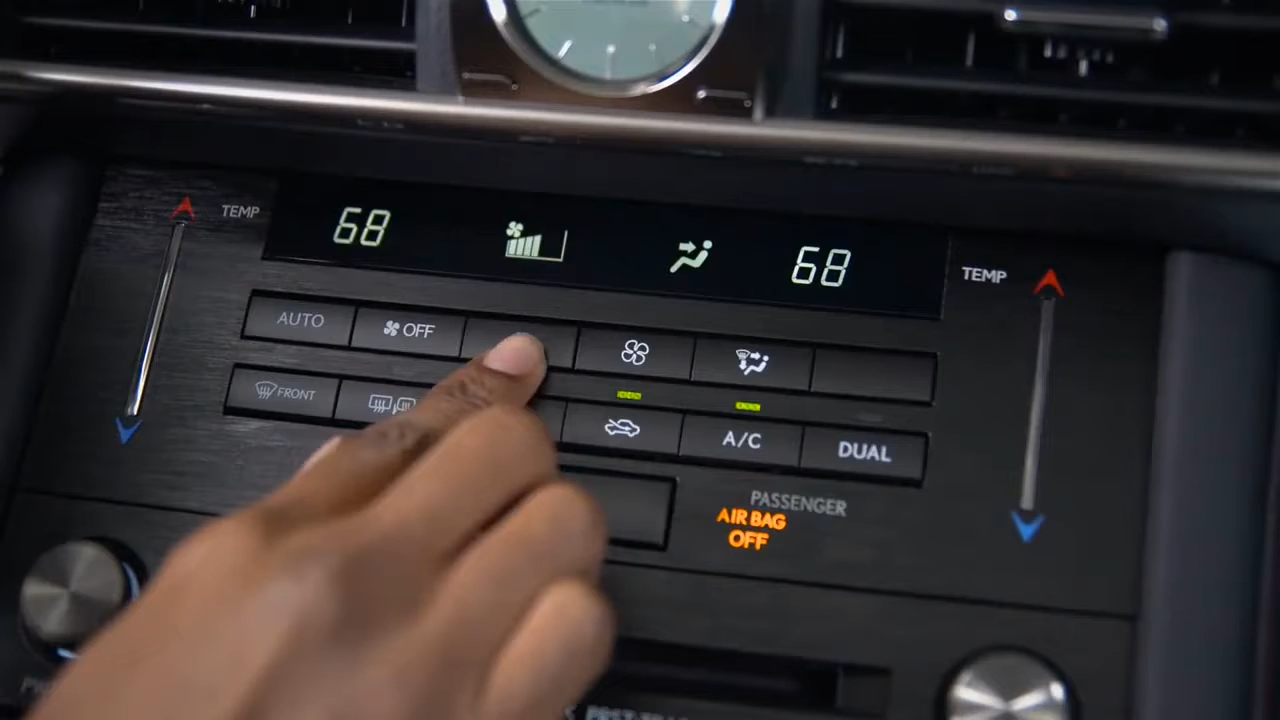 TEMP
68
68
TEMP
AUTO
OFF
FRONT
A/C
DUAL
PASSENGER
AIR BAG
OFF